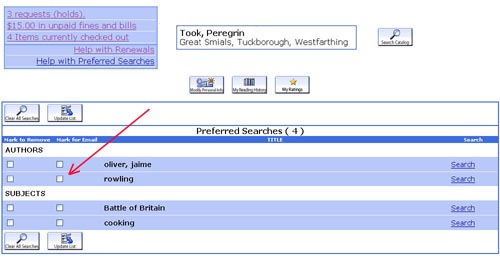 3 requests (holds).
$15.00 in unpaid fines and bills
4 Items currently checked out
Help with Renewals
Help with Preferred Searches
Took, Peregrin
Great Smials, Tuckborough, Westfarthing
Search Catalog
Modify Personal Info
My Reading History
My Ratings
Clear All Searches
Update List
Preferred Searches ( 4 )
Mark to Remove Mark for Email TITLE Search
AUTHORS
oliver, jaime Search
rowling Search
SUBJECTS
Battle of Britain Search
cooking Search
Clear All Searches
Update List